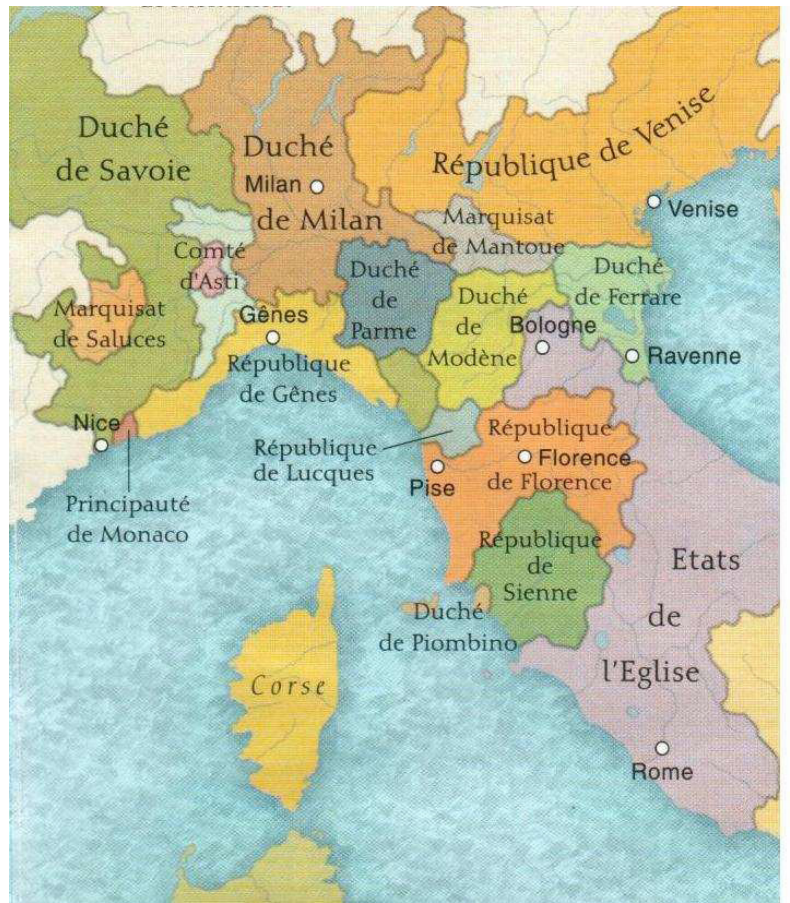 Duché
de Savoie
Duché
Milan
de Milan
République de Venise
Venise
Marquisat
de Mantoue
Comté
d'Asti
Duché
de
Parme
Duché
de
Modène
Duché
de Ferrare
Marquisat
de Saluces
Gênes
République
de Gênes
Bologne
Ravenne
Nice
République
de Lucques
République
Florence
de Florence
Pise
Principauté
de Monaco
République
de
Sienne
Etats
de
l'Eglise
Duché
de Piombino
Corse
Rome